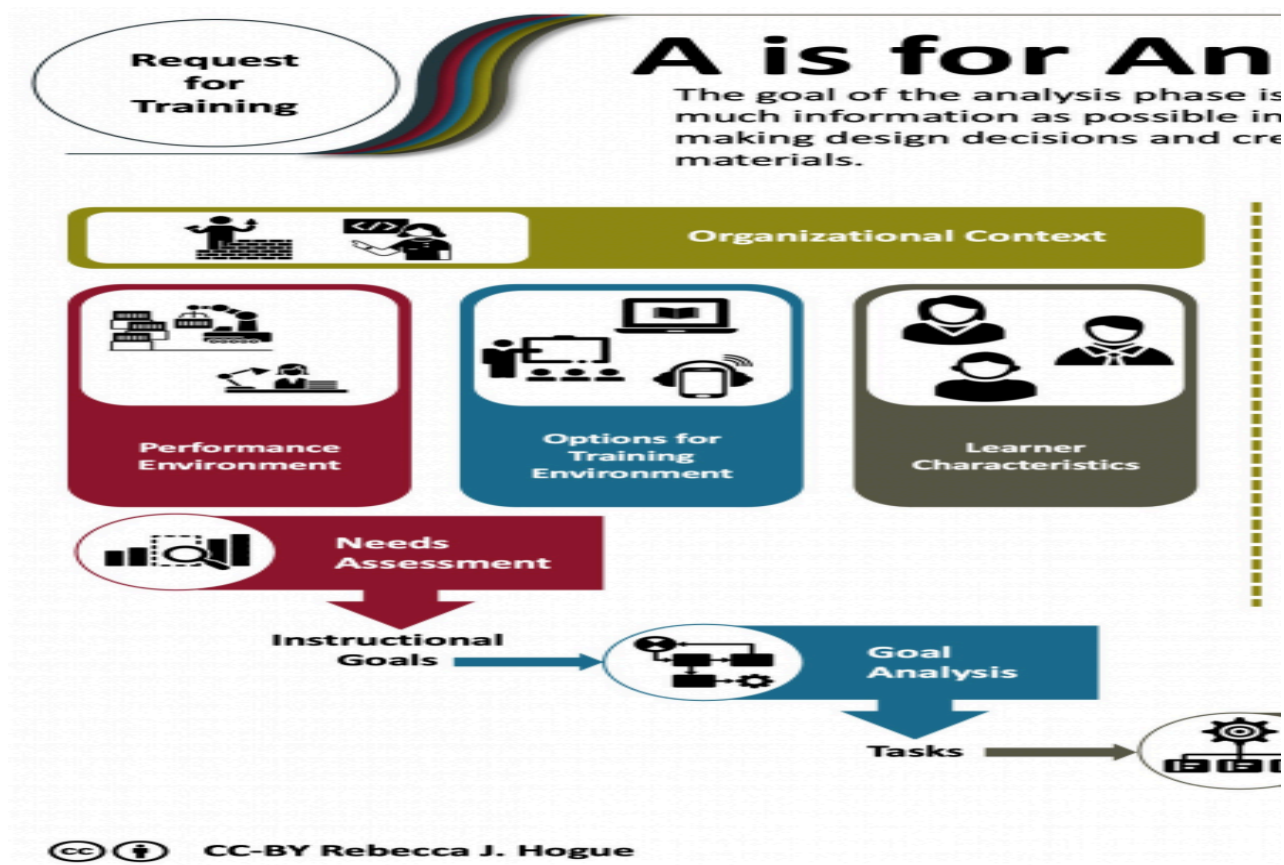 Request
for
Training
A is for An
The goal of the analysis phase is
much information as possible in
making design decisions and cre
materials.
</>
Organizational Context
Performance
Environment
Options for
Training
Environment
Learner
Characteristics
Needs
Assessment
Instructional
Goals
Goal
Analysis
Tasks
cc CC-BY Rebecca J. Hogue